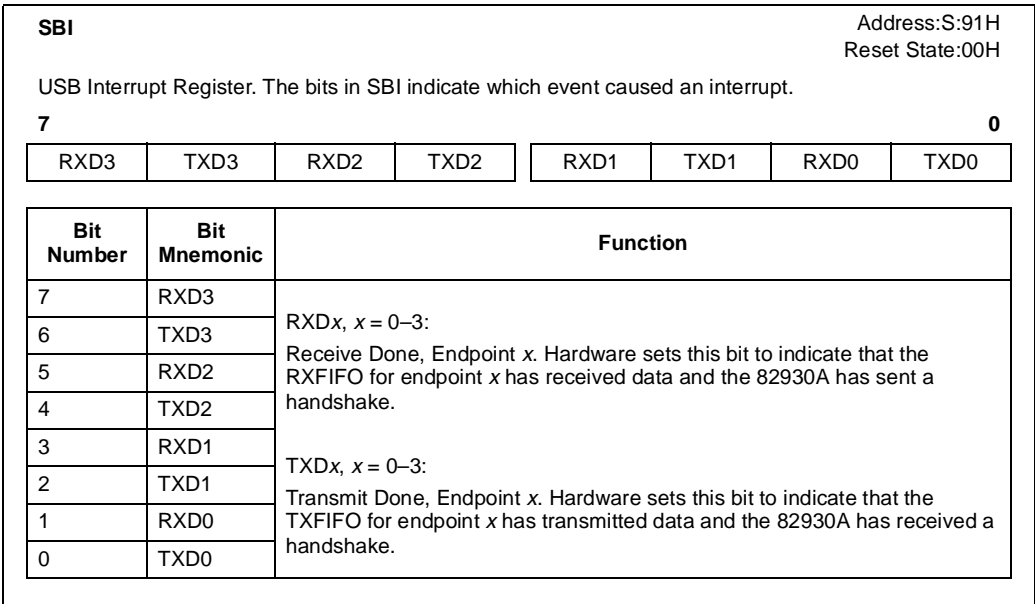 SBI
Address:S:91H
Reset State:00H
USB Interrupt Register. The bits in SBI indicate which event caused an interrupt.
7 0
RXD3 TXD3 RXD2 TXD2 RXD1 TXD1 RXD0 TXD0
Bit Number
Bit Mnemonic
Function
7 RXD3
6 TXD3
5 RXD2
4 TXD2
3 RXD1
2 TXD1
1 RXD0
0 TXD0
RXDx, x = 0–3:
Receive Done, Endpoint x. Hardware sets this bit to indicate that the
RXFIFO for endpoint x has received data and the 82930A has sent a
handshake.
TXDx, x = 0–3:
Transmit Done, Endpoint x. Hardware sets this bit to indicate that the
TXFIFO for endpoint x has transmitted data and the 82930A has received a
handshake.